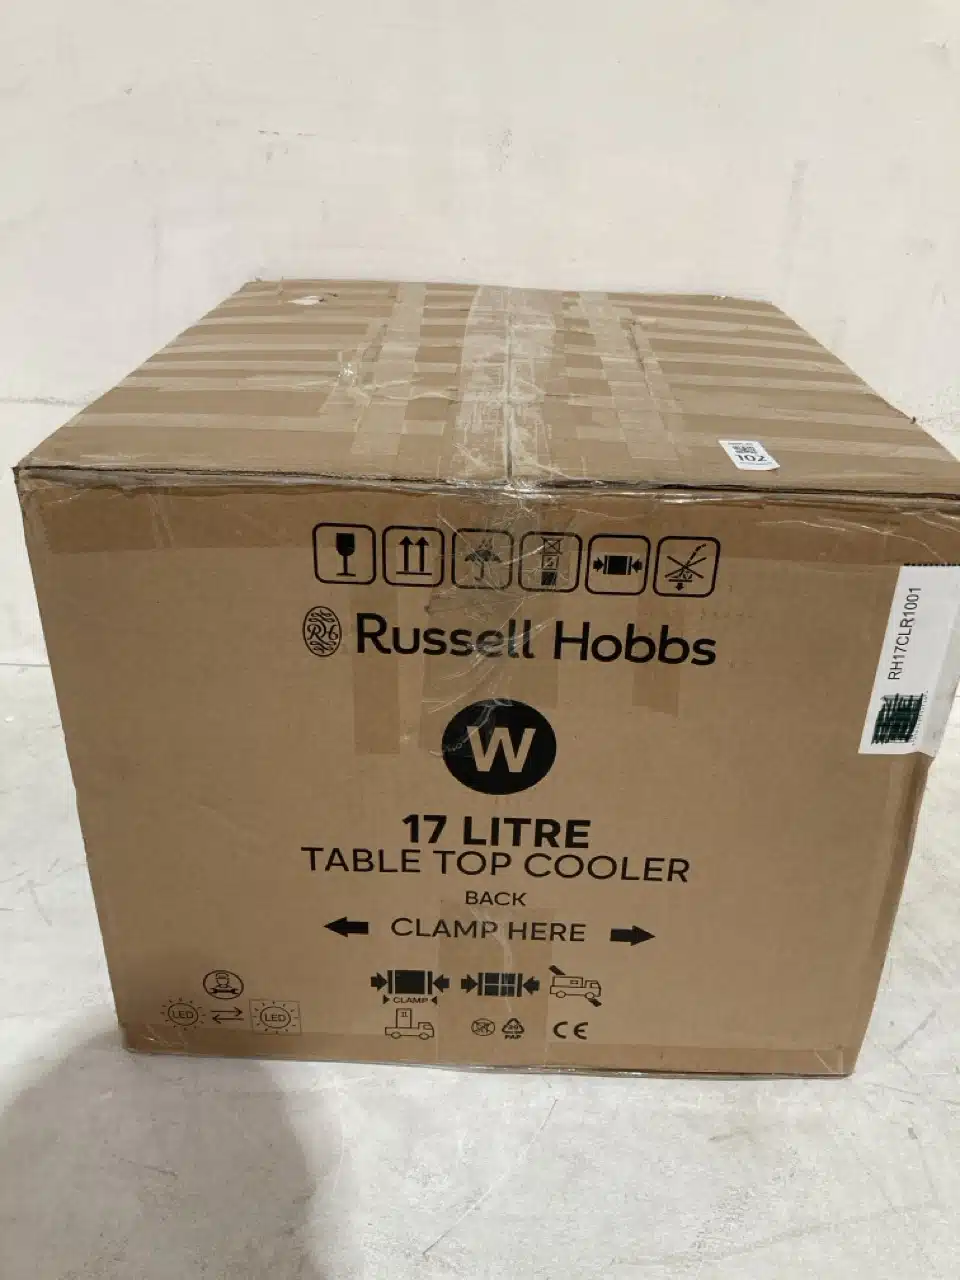 102
Russell Hobbs
RH17CLR1001
W
17 LITRE
TABLE TOP COOLER
BACK
CLAMP HERE
CLAMP
LED
LED
PAP
CE